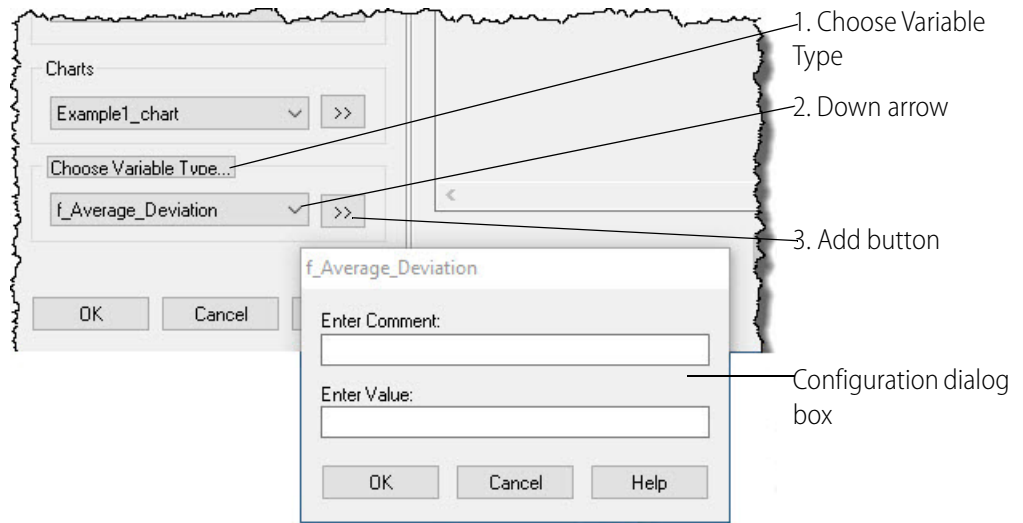 1. Choose Variable
Type
Charts
Example1_chart
>>
2. Down arrow
Choose Variable Type...
f_Average_Deviation
>>
<
3. Add button
f_Average_Deviation
OK
Cancel
Enter Comment:
Configuration dialog
box
Enter Value:
OK
Cancel
Help